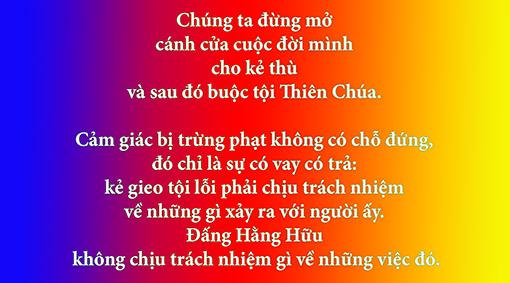 Chúng ta đừng mở
cánh cửa cuộc đời mình
cho kẻ thù
và sau đó buộc tội Thiên Chúa.
Cảm giác bị trừng phạt không có chỗ đứng,
đó chỉ là sự có vay có trả:
kẻ gieo tội lỗi phải chịu trách nhiệm
về những gì xảy ra với người ấy.
Đấng Hằng Hữu
không chịu trách nhiệm gì về những việc đó.